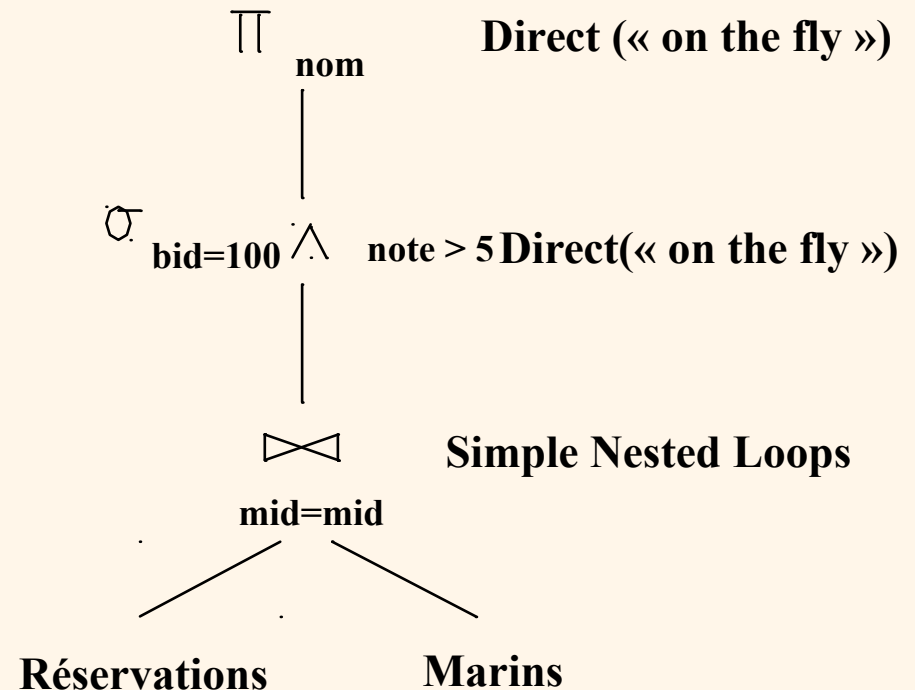 π nom Direct (« on the fly »)
σ bid=100 ∧ note > 5 Direct(« on the fly »)
⋈ Simple Nested Loops
mid=mid
Réservations Marins